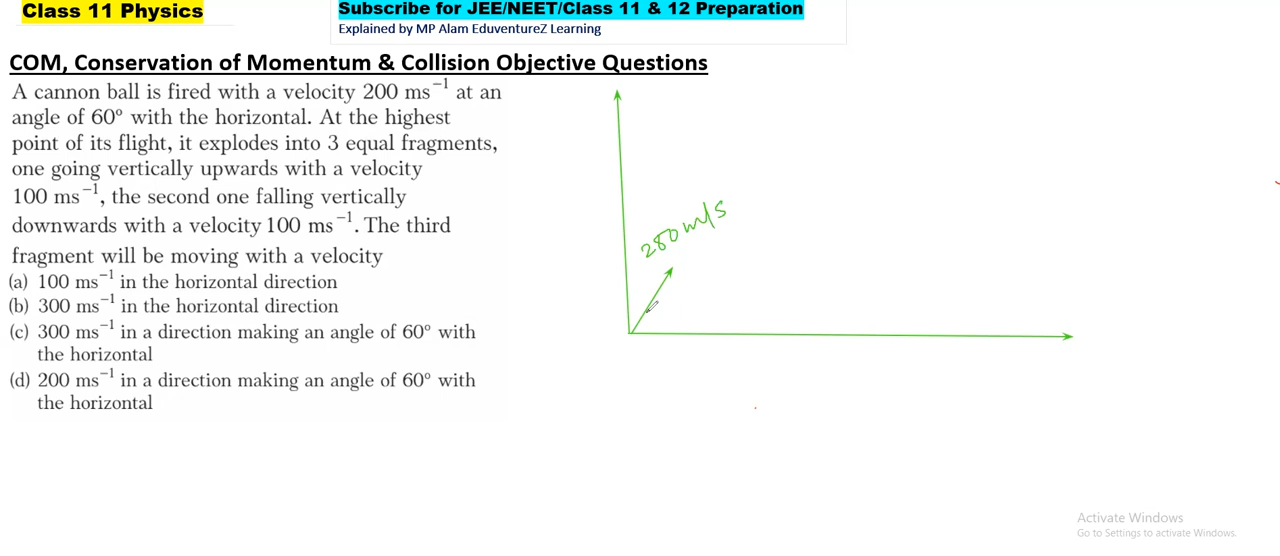 Class 11 Physics
Subscribe for JEE/NEET/Class 11 & 12 Preparation
Explained by MP Alam EduventureZ Learning
COM, Conservation of Momentum & Collision Objective Questions
A cannon ball is fired with a velocity 200 ms⁻¹ at an
angle of 60º with the horizontal. At the highest
point of its flight, it explodes into 3 equal fragments,
one going vertically upwards with a velocity
100 ms⁻¹, the second one falling vertically
downwards with a velocity 100 ms⁻¹. The third
fragment will be moving with a velocity
(a) 100 ms⁻¹ in the horizontal direction
(b) 300 ms⁻¹ in the horizontal direction
(c) 300 ms⁻¹ in a direction making an angle of 60º with
the horizontal
(d) 200 ms⁻¹ in a direction making an angle of 60º with
the horizontal
m/s
Activate Windows
Go to Settings to activate Windows.